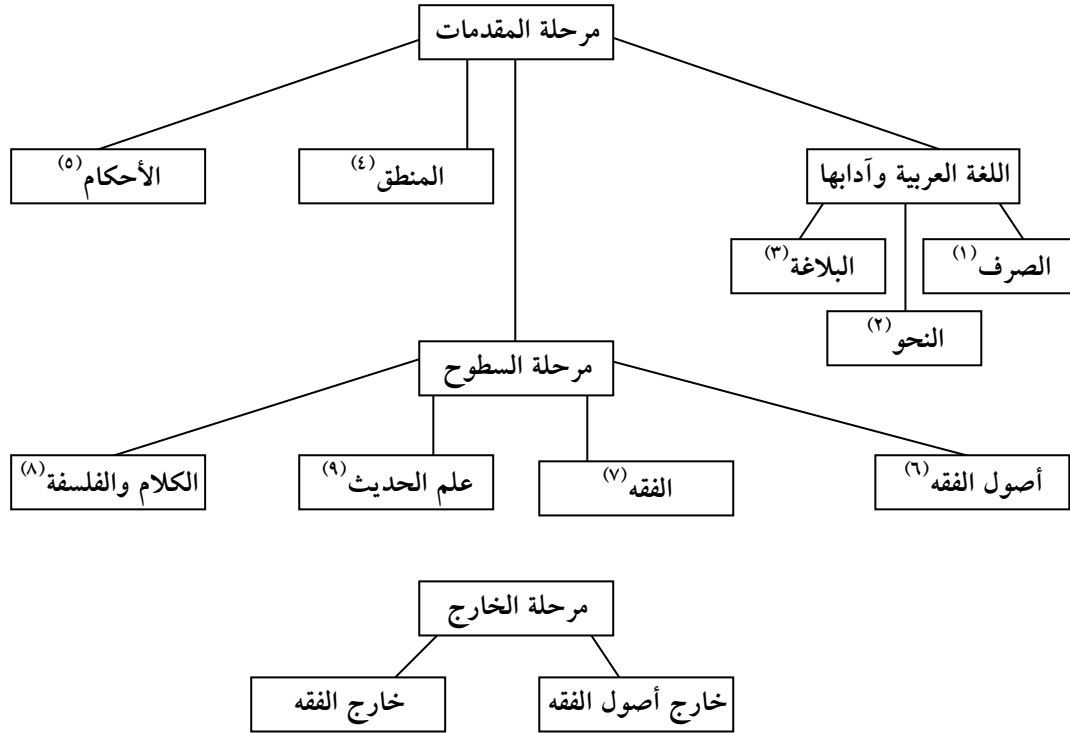 مرحلة المقدمات
اللغة العربية وآدابها
المنطق(٤)
الأحكام(٥)
الصرف(١)
البلاغة(٣)
النحو(٢)
مرحلة السطوح
أصول الفقه(٦)
الفقه(٧)
علم الحديث(٩)
الكلام والفلسفة(٨)
مرحلة الخارج
خارج أصول الفقه
خارج الفقه